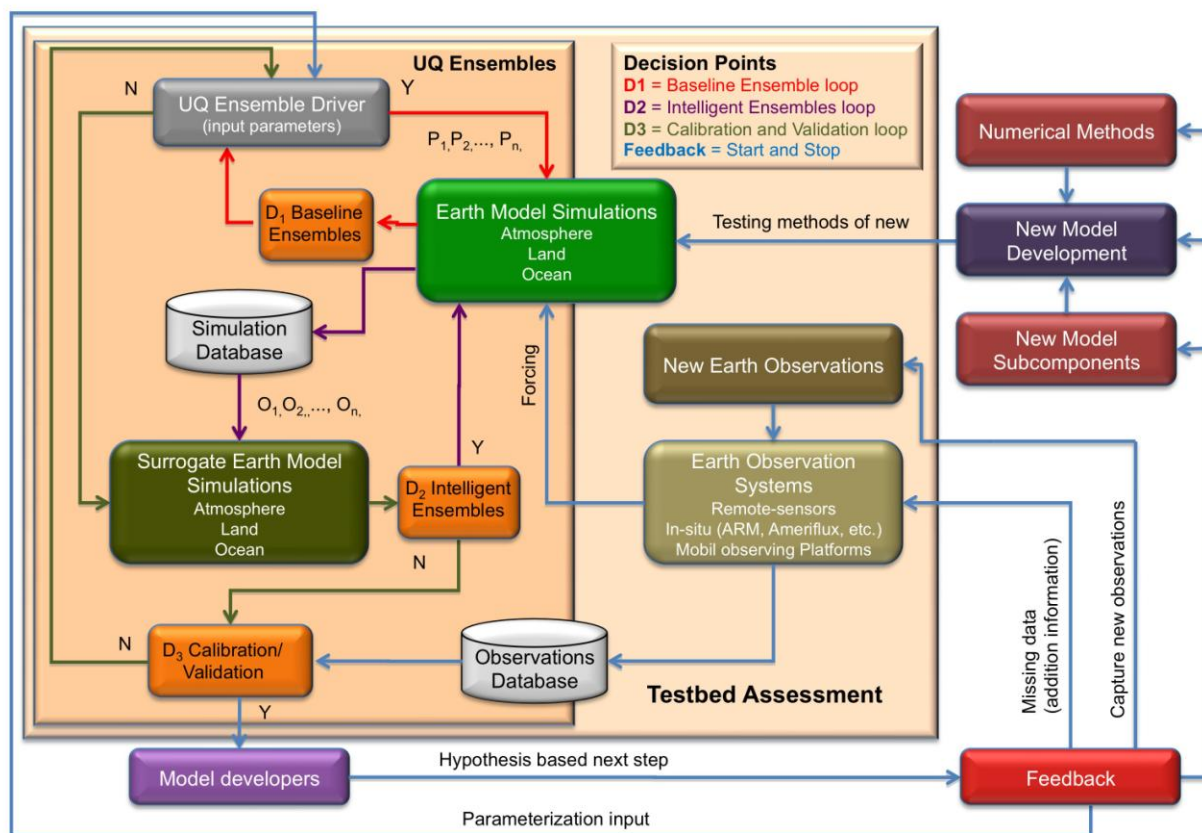 UQ Ensembles
N
Y
UQ Ensemble Driver
(input parameters)
P1,P2,..., Pn,
D1 Baseline
Ensembles
Earth Model Simulations
Atmosphere
Land
Ocean
Simulation
Database
O1,O2,,..., On,
Surrogate Earth Model
Simulations
Atmosphere
Land
Ocean
Y
D2 Intelligent
Ensembles
N
N
D3 Calibration/
Validation
Y
Decision Points
D1 = Baseline Ensemble loop
D2 = Intelligent Ensembles loop
D3 = Calibration and Validation loop
Feedback = Start and Stop
Testing methods of new
Forcing
New Earth Observations
Earth Observation
Systems
Remote-sensors
In-situ (ARM, Ameriflux, etc.)
Mobil observing Platforms
Observations
Database
Testbed Assessment
Numerical Methods
New Model
Development
New Model
Subcomponents
Missing data
(addition information)
Capture new observations
Model developers
Hypothesis based next step
Feedback
Parameterization input